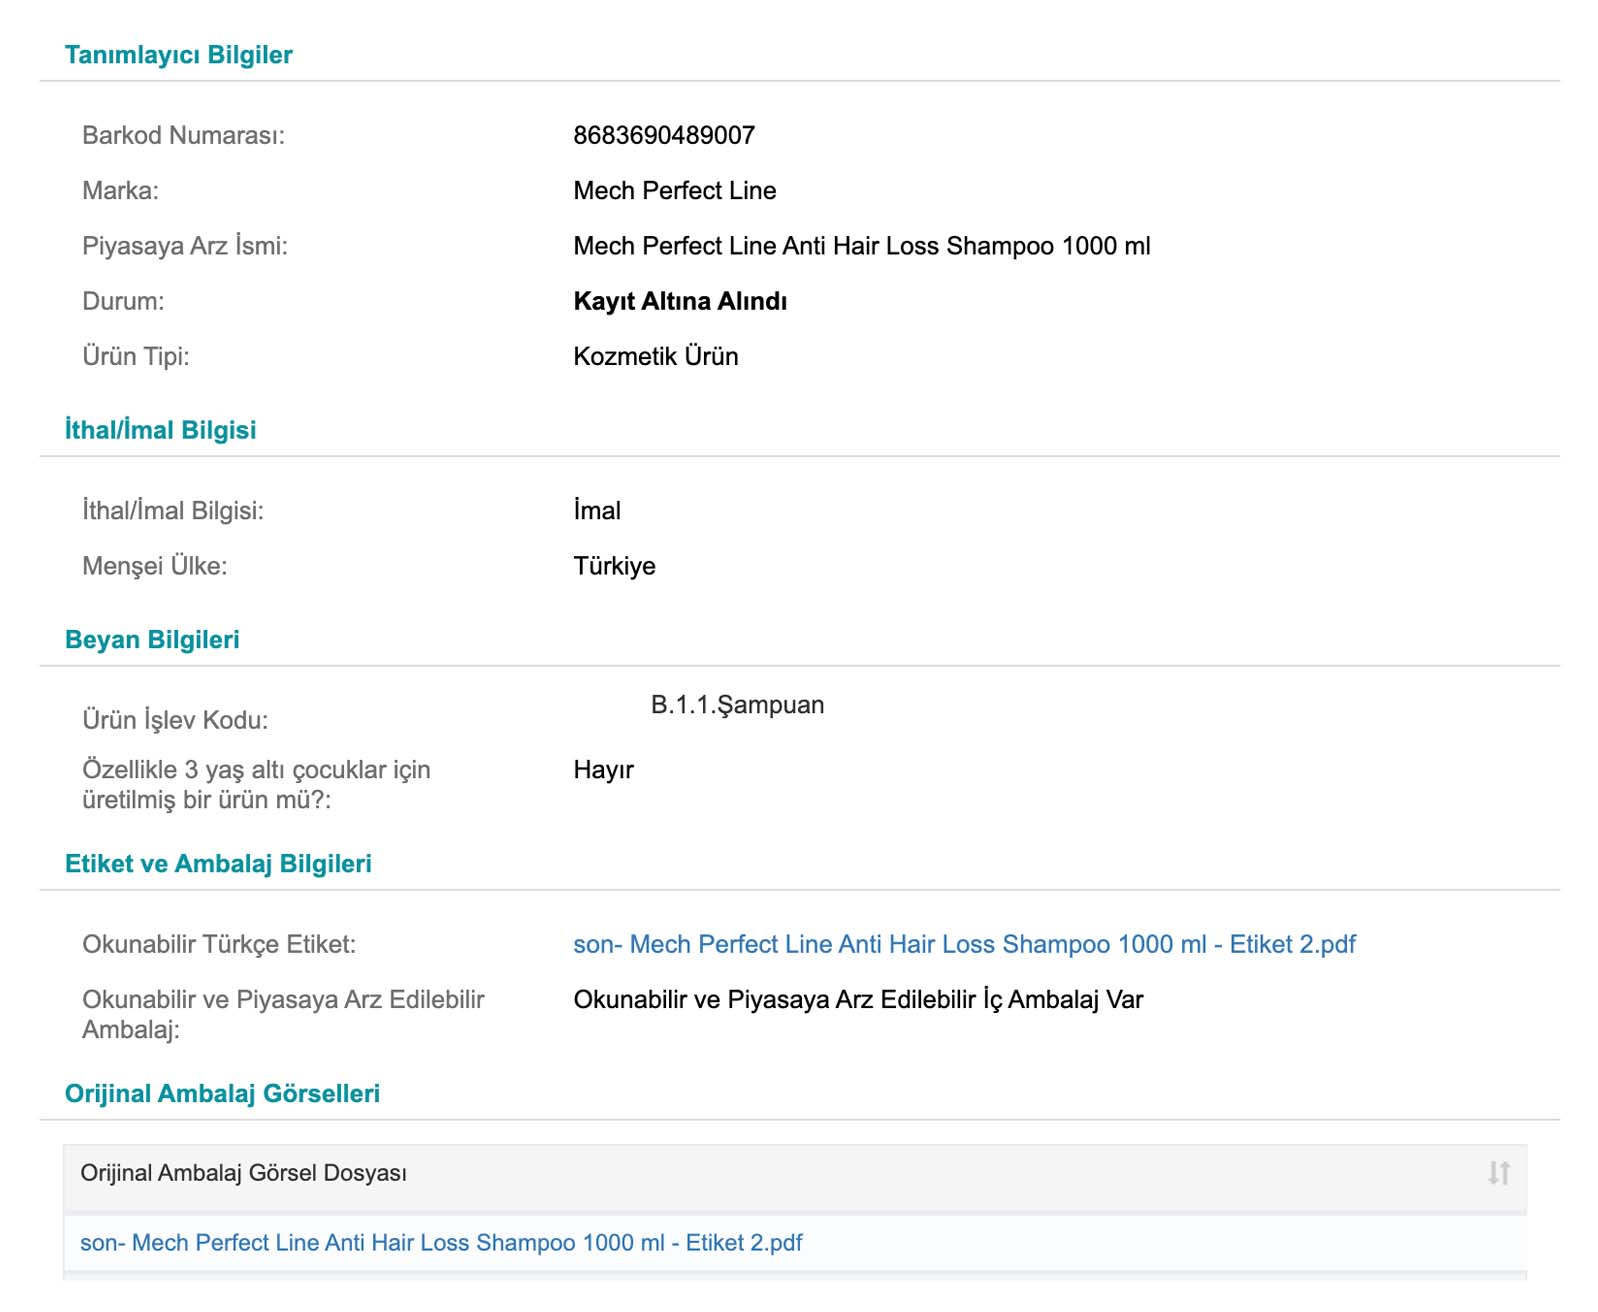 Tanımlayıcı Bilgiler
Barkod Numarası: 8683690489007
Marka: Mech Perfect Line
Piyasaya Arz İsmi: Mech Perfect Line Anti Hair Loss Shampoo 1000 ml
Durum: Kayıt Altına Alındı
Ürün Tipi: Kozmetik Ürün
İthal/İmal Bilgisi
İthal/İmal Bilgisi: İmal
Menşei Ülke: Türkiye
Beyan Bilgileri
Ürün İşlev Kodu: B.1.1.Şampuan
Özellikle 3 yaş altı çocuklar için Hayır
üretilmiş bir ürün mü?:
Etiket ve Ambalaj Bilgileri
Okunabilir Türkçe Etiket: son- Mech Perfect Line Anti Hair Loss Shampoo 1000 ml - Etiket 2.pdf
Okunabilir ve Piyasaya Arz Edilebilir Okunabilir ve Piyasaya Arz Edilebilir İç Ambalaj Var
Ambalaj:
Orijinal Ambalaj Görselleri
Orijinal Ambalaj Görsel Dosyası
son- Mech Perfect Line Anti Hair Loss Shampoo 1000 ml - Etiket 2.pdf